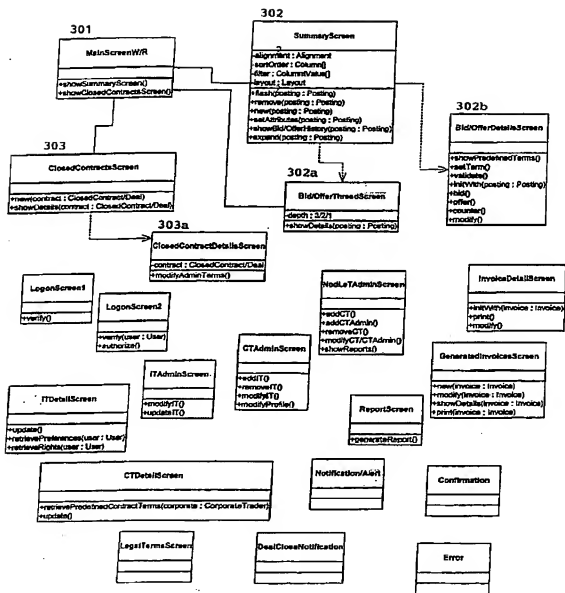 301
MainScreenW/R
+showSummaryScreen()
+showClosedContractsScreen()
302
SummaryScreen
-alignment : Alignment
-sortOrder : Column[]
-filter : ColumnValue[]
-layout : Layout
+flash(posting : Posting)
+remove(posting : Posting)
+new(posting : Posting)
+setAttributes(posting : Posting)
+showBid/OfferHistory(posting : Posting)
+expand(posting : Posting)
302b
Bid/OfferDetailsScreen
+showPredefinedTerms()
+setTerm()
+validate()
+initWith(posting : Posting)
+bid()
+offer()
+counter()
+modify()
303
ClosedContractsScreen
+new(contract : ClosedContract/Deal)
+showDetails(contract : ClosedContract/Deal)
302a
Bid/OfferThreadScreen
-depth : 3/2/1
+showDetails(posting : Posting)
303a
ClosedContractDetailsScreen
-contract : ClosedContract/Deal
+modifyAdminTerms()
LogonScreen1
+verify()
LogonScreen2
+verify(user : User)
+authorize()
NodLeTAdminScreen
+addCT()
+addCTAdmin()
+removeCT()
+modifyCT/CTAdmin()
+showReports()
InvoiceDetailScreen
+initWith(invoice : Invoice)
+print()
+modify()
ITAdminScreen
+modifyIT()
+updateIT()
CTAdminScreen
+addIT()
+removeIT()
+modifyIT()
+modifyProfile()
GeneratedInvoicesScreen
+new(invoice : Invoice)
+modify(invoice : Invoice)
+showDetails(invoice : Invoice)
+print(invoice : Invoice)
ITDetailScreen
+update()
+retrievePreferences(user : User)
+retrieveRights(user : User)
ReportScreen
+generateReport()
CTDetailScreen
+retrievePredefinedContractTerms(corporate : CorporateTrader)
+update()
Notification/Alert
Confirmation
LegalTermsScreen
DealCloseNotification
Error